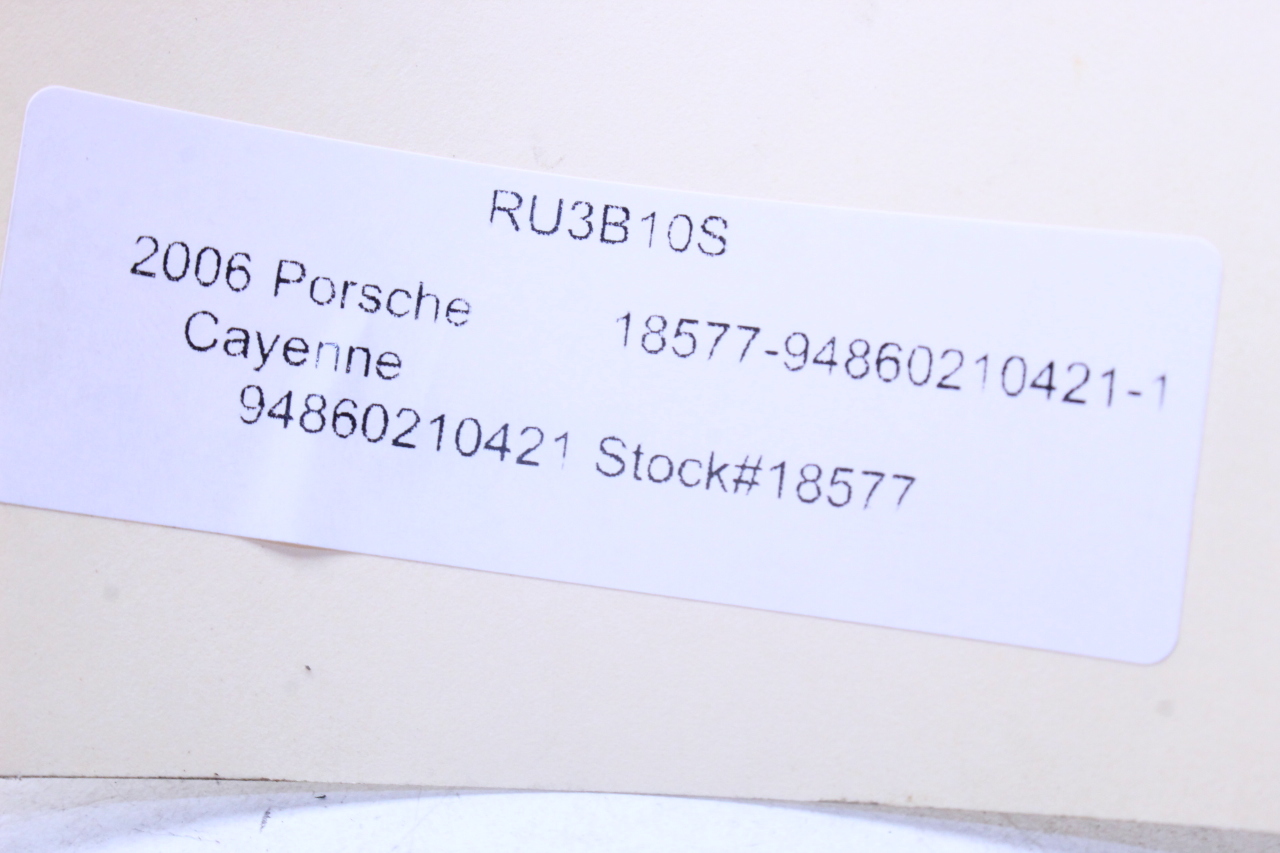 RU3B10S
2006 Porsche
Cayenne
18577-94860210421-1
94860210421 Stock#18577